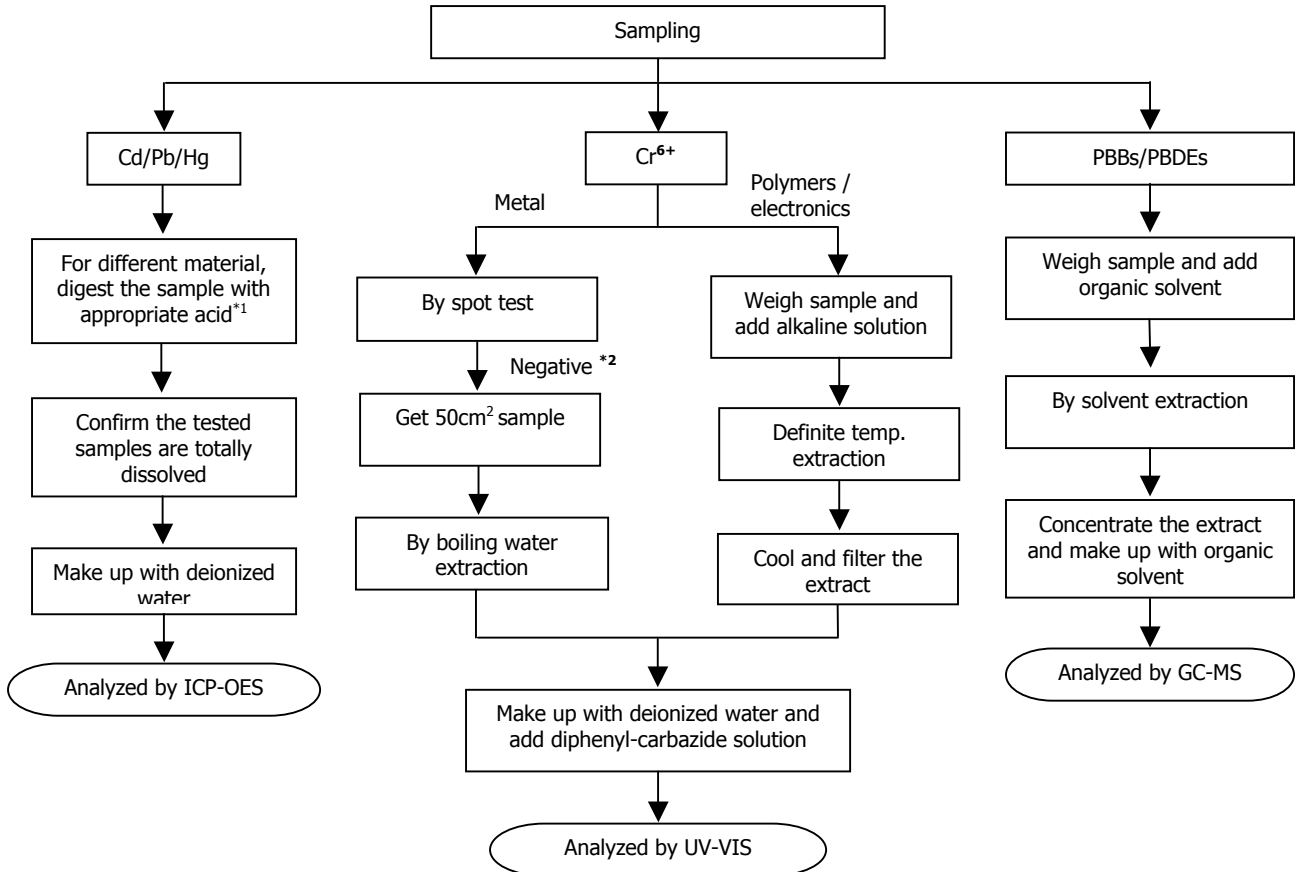 Sampling
Cd/Pb/Hg
For different material,
digest the sample with
appropriate acid*1
Confirm the tested
samples are totally
dissolved
Make up with deionized
water
Analyzed by ICP-OES
Cr6+
Metal
Polymers /
electronics
By spot test
Negative *2
Get 50cm2 sample
By boiling water
extraction
Weigh sample and
add alkaline solution
Definite temp.
extraction
Cool and filter the
extract
Make up with deionized water and
add diphenyl-carbazide solution
Analyzed by UV-VIS
PBBs/PBDEs
Weigh sample and add
organic solvent
By solvent extraction
Concentrate the extract
and make up with organic
solvent
Analyzed by GC-MS